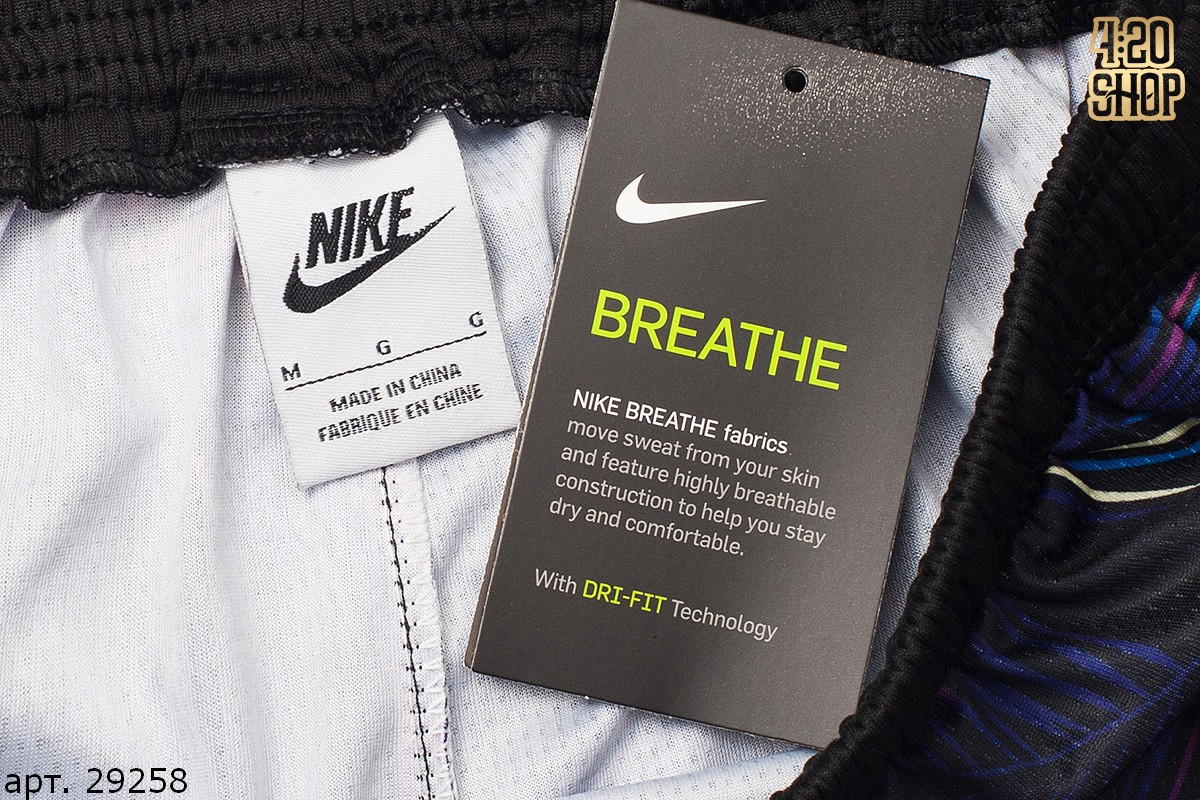 4:20
SHOP
NIKE
M G G
MADE IN CHINA
FABRIQUE EN CHINE
BREATHE
NIKE BREATHE fabrics
move sweat from your skin
and feature highly breathable
construction to help you stay
dry and comfortable.
With DRI-FIT Technology
арт. 29258